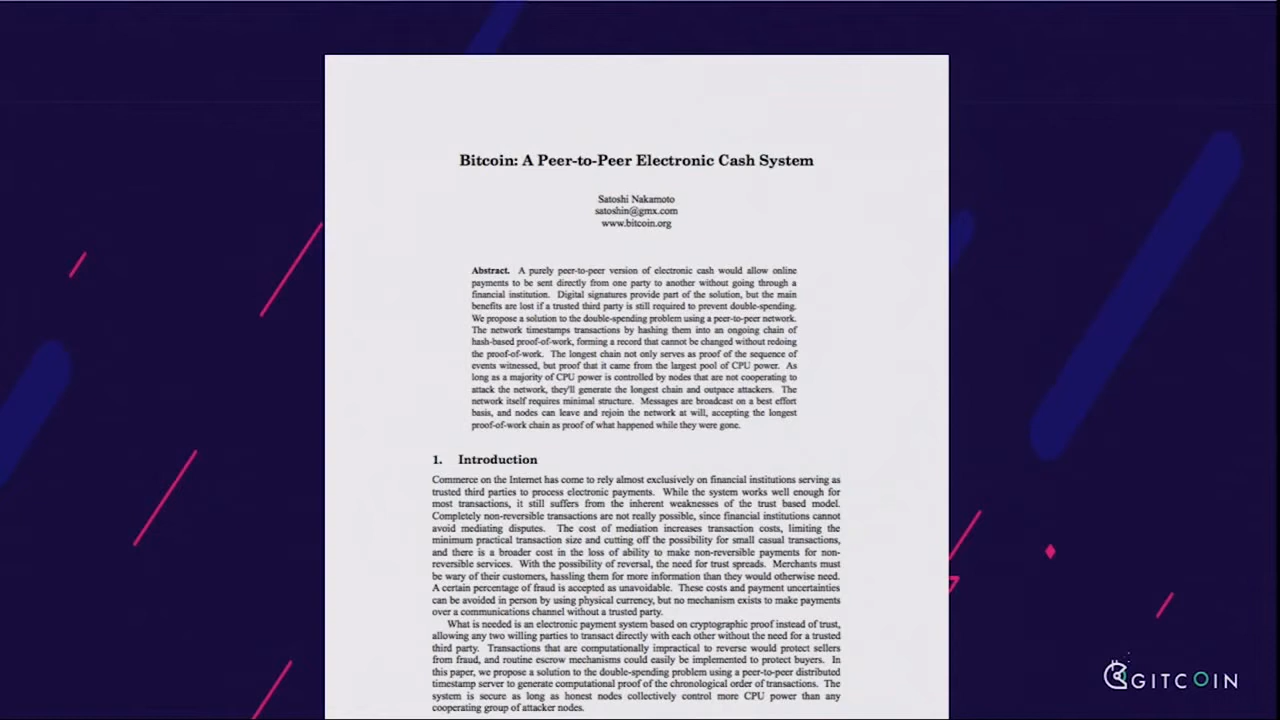 Bitcoin: A Peer-to-Peer Electronic Cash System
Satoshi Nakamoto
satoshin@gmx.com
www.bitcoin.org
Abstract. A purely peer-to-peer version of electronic cash would allow online
payments to be sent directly from one party to another without going through a
financial institution. Digital signatures provide part of the solution, but the main
benefits are lost if a trusted third party is still required to prevent double-spending.
We propose a solution to the double-spending problem using a peer-to-peer network.
The network timestamps transactions by hashing them into an ongoing chain of
hash-based proof-of-work, forming a record that cannot be changed without redoing
the proof-of-work. The longest chain not only serves as proof of the sequence of
events witnessed, but proof that it came from the largest pool of CPU power. As
long as a majority of CPU power is controlled by nodes that are not cooperating to
attack the network, they'll generate the longest chain and outpace attackers. The
network itself requires minimal structure. Messages are broadcast on a best effort
basis, and nodes can leave and rejoin the network at will, accepting the longest
proof-of-work chain as proof of what happened while they were gone.
1. Introduction
Commerce on the Internet has come to rely almost exclusively on financial institutions serving as
trusted third parties to process electronic payments. While the system works well enough for
most transactions, it still suffers from the inherent weaknesses of the trust based model.
Completely non-reversible transactions are not really possible, since financial institutions cannot
avoid mediating disputes. The cost of mediation increases transaction costs, limiting the
minimum practical transaction size and cutting off the possibility for small casual transactions,
and there is a broader cost in the loss of ability to make non-reversible payments for non-
reversible services. With the possibility of reversal, the need for trust spreads. Merchants must
be wary of their customers, hassling them for more information than they would otherwise need.
A certain percentage of fraud is accepted as unavoidable. These costs and payment uncertainties
can be avoided in person by using physical currency, but no mechanism exists to make payments
over a communications channel without a trusted party.
What is needed is an electronic payment system based on cryptographic proof instead of trust,
allowing any two willing parties to transact directly with each other without the need for a trusted
third party. Transactions that are computationally impractical to reverse would protect sellers
from fraud, and routine escrow mechanisms could easily be implemented to protect buyers. In
this paper, we propose a solution to the double-spending problem using a peer-to-peer distributed
timestamp server to generate computational proof of the chronological order of transactions. The
system is secure as long as honest nodes collectively control more CPU power than any
cooperating group of attacker nodes.
GITCOIN